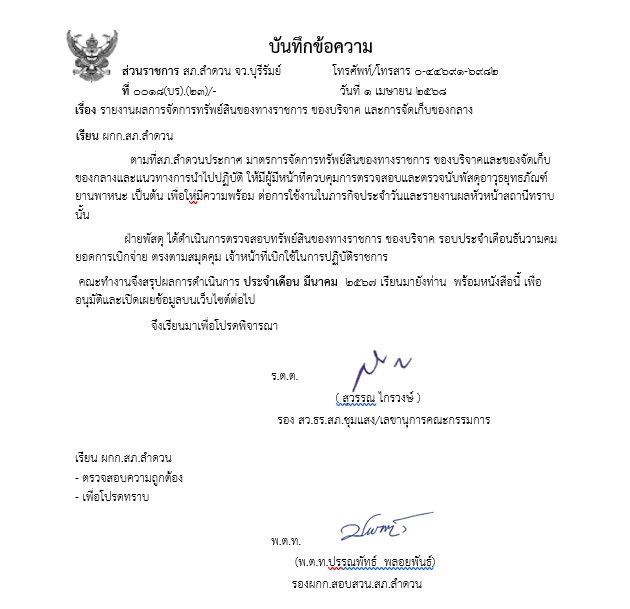 บันทึกข้อความ
ส่วนราชการ สภ.ลำดวน จว.บุรีรัมย์ โทรศัพท์/โทรสาร ๐-๔๔๖๙๑-๖๙๘๒
ที่ ๐๐๑๘(บร).(๒๓)/- วันที่ ๑ เมษายน ๒๕๖๘
เรื่อง รายงานผลการจัดการทรัพย์สินของทางราชการ ของบริจาค และการจัดเก็บของกลาง
เรียน ผกก.สภ.ลำดวน
ตามที่สภ.ลำดวนประกาศ มาตรการจัดการทรัพย์สินของทางราชการ ของบริจาคและของจัดเก็บ
ของกลางและแนวทางการนำไปปฏิบัติ ให้มีผู้มีหน้าที่ควบคุมการตรวจสอบและตรวจนับพัสดุอาวุธยุทธภัณฑ์
ยานพาหนะ เป็นต้น เพื่อให่มีความพร้อม ต่อการใช้งานในภารกิจประจำวันและรายงานผลหัวหน้าสถานีทราบ
นั้น
ฝ่ายพัสดุ ได้ดำเนินการตรวจสอบทรัพย์สินของทางราชการ ของบริจาค รอบประจำเดือนธันวามคม
ยอดการเบิกจ่าย ตรงตามสมุดคุม เจ้าหน้าที่เบิกใช้ในการปฏิบัติราชการ
คณะทำงานจึงสรุปผลการดำเนินการ ประจำเดือน มีนาคม ๒๕๖๗ เรียนมายังท่าน พร้อมหนังสือนี้ เพื่อ
อนุมัติและเปิดเผยข้อมูลบนเว็บไซต์ต่อไป
จึงเรียนมาเพื่อโปรดพิจารณา
ร.ต.ต.
( สุวรรณ ไกรวงษ์ )
รอง สว.ธร.สภ.ชุมแสง/เลขานุการคณะกรรมการ
เรียน ผกก.สภ.ลำดวน
- ตรวจสอบความถูกต้อง
- เพื่อโปรดทราบ
พ.ต.ท.
(พ.ต.ท.ปรรณพัทธ์ พลอยพันธ์)
รองผกก.สอบสวน.สภ.ลำดวน